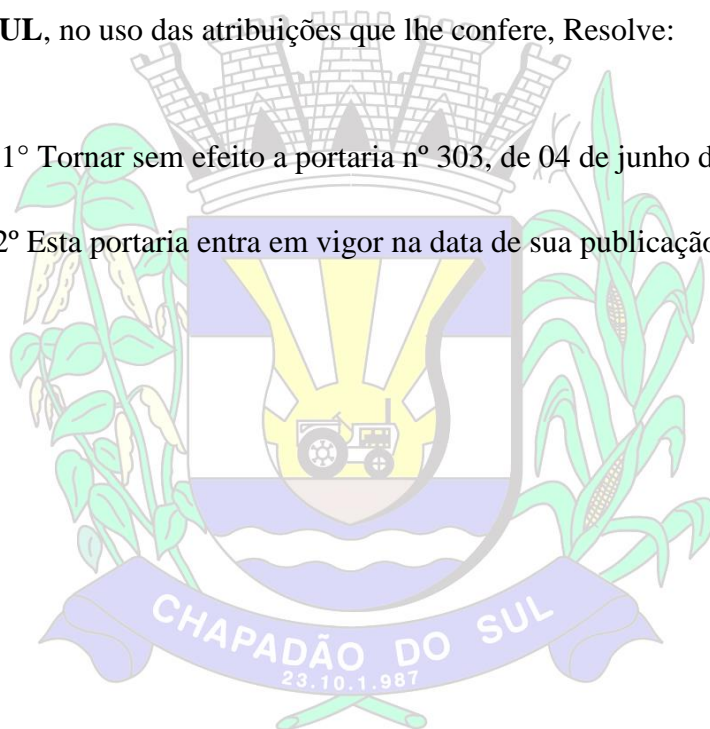 UL, no uso das atribuições que lhe confere, Resolve:
1° Tornar sem efeito a portaria nº 303, de 04 de junho d
2º Esta portaria entra em vigor na data de sua publicação
CHAPADÃO DO SUL
23.10.1.987